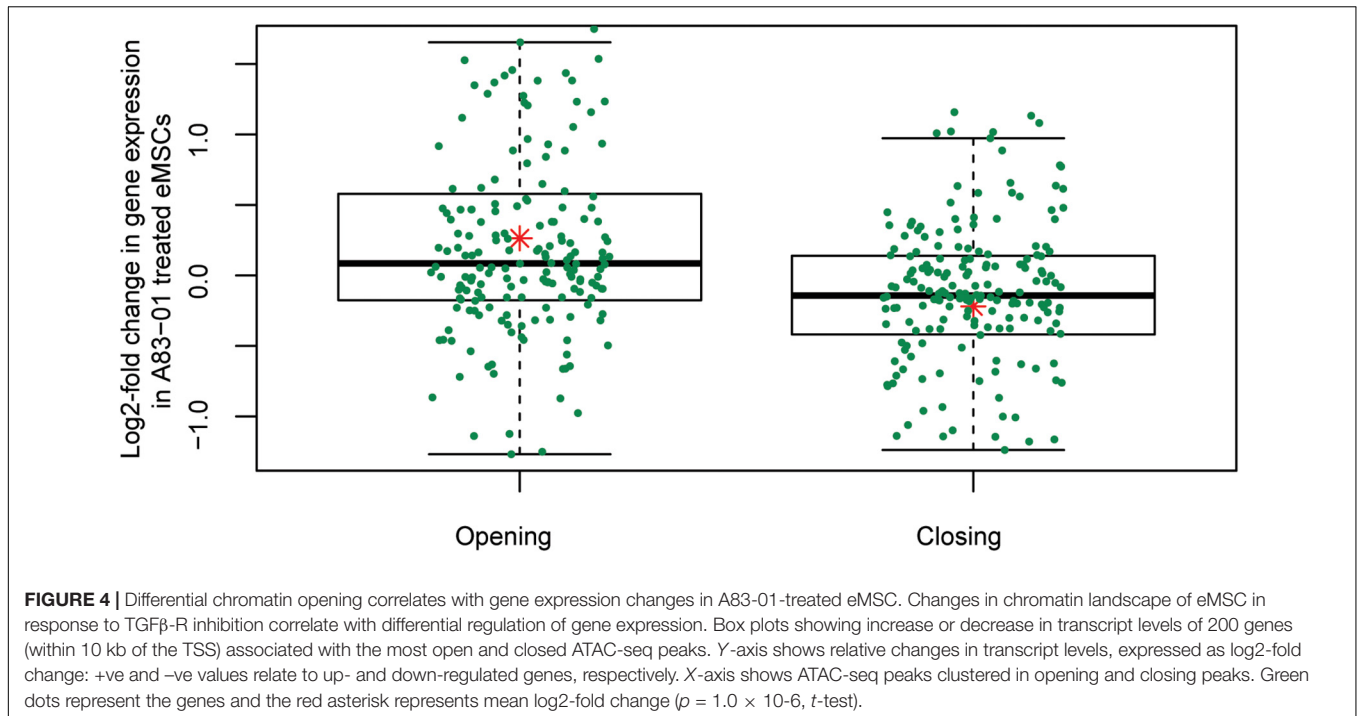 Log2-fold change in gene expression
in A83-01 treated eMSCs
1.0
0.0
−1.0
Opening
Closing
FIGURE 4 | Differential chromatin opening correlates with gene expression changes in A83-01-treated eMSC. Changes in chromatin landscape of eMSC in
response to TGFβ-R inhibition correlate with differential regulation of gene expression. Box plots showing increase or decrease in transcript levels of 200 genes
(within 10 kb of the TSS) associated with the most open and closed ATAC-seq peaks. Y-axis shows relative changes in transcript levels, expressed as log2-fold
change: +ve and –ve values relate to up- and down-regulated genes, respectively. X-axis shows ATAC-seq peaks clustered in opening and closing peaks. Green
dots represent the genes and the red asterisk represents mean log2-fold change (p = 1.0 × 10-6, t-test).